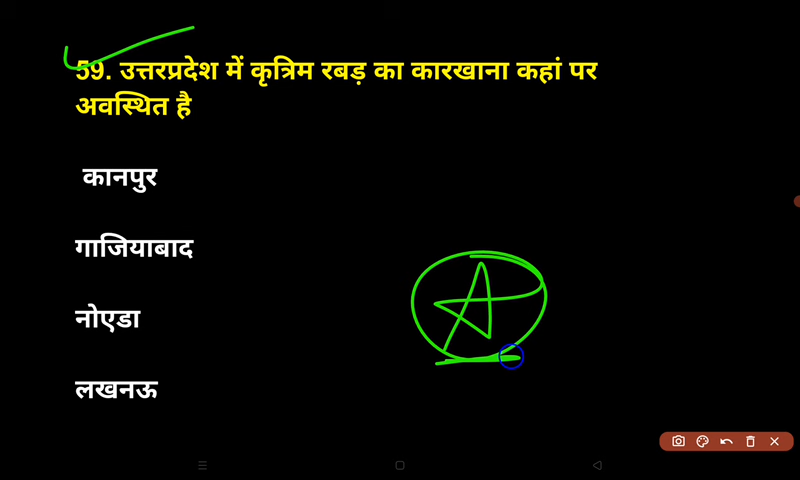 59. उत्तरप्रदेश में कृत्रिम रबड़ का कारखाना कहां पर
अवस्थित है
कानपुर
गाजियाबाद
नोएडा
लखनऊ